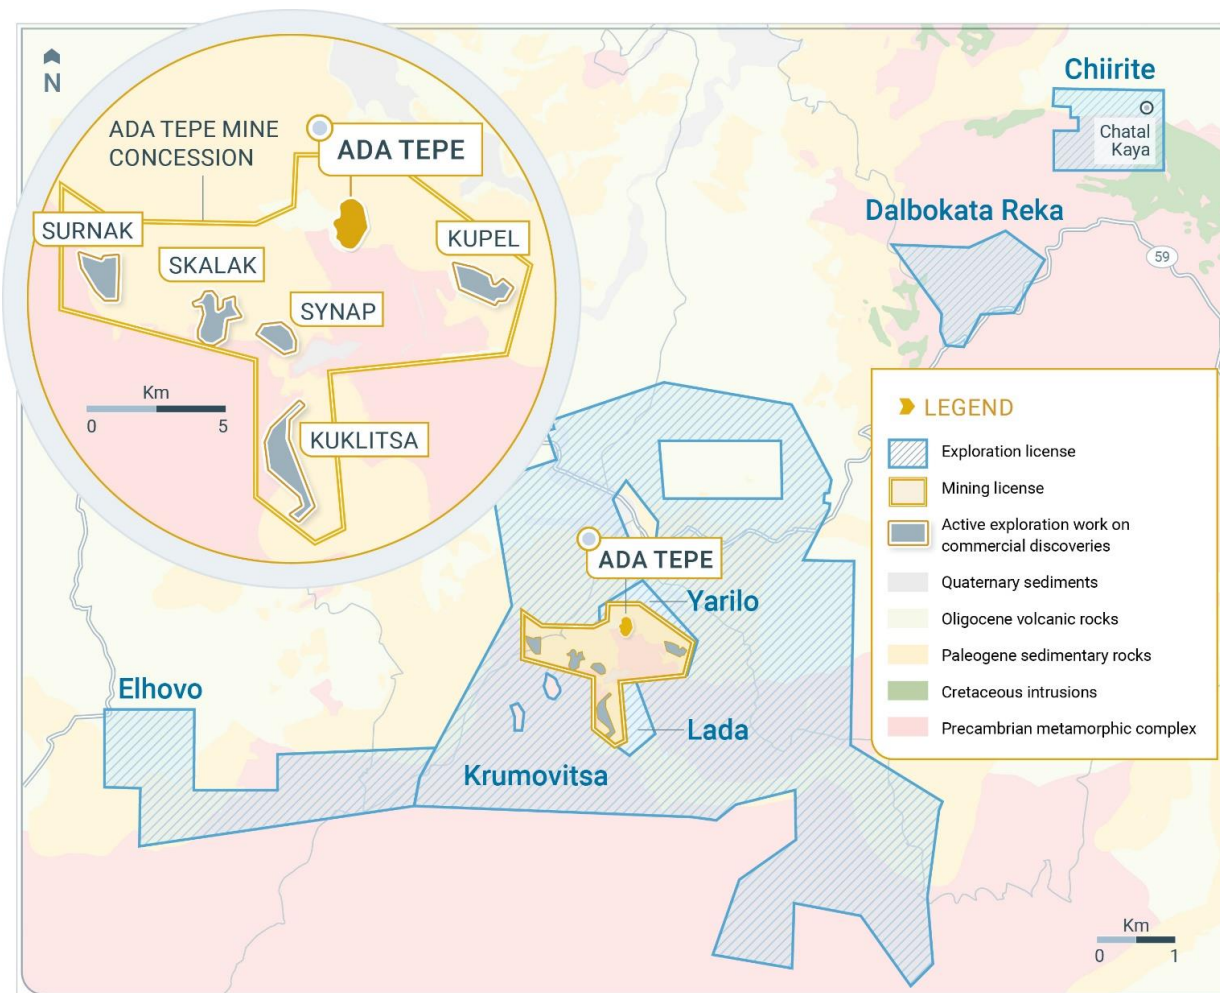 N
ADA TEPE MINE
CONCESSION
ADA TEPE
SURNAK
SKALAK
KUPEL
SYNAP
Km
0 5
KUKLITSA
Chiirite
Chatal
Kaya
Dalbokata Reka
59
ADA TEPE
Yarilo
Elhovo
Lada
Krumovitsa
LEGEND
Exploration license
Mining license
Active exploration work on
commercial discoveries
Quaternary sediments
Oligocene volcanic rocks
Paleogene sedimentary rocks
Cretaceous intrusions
Precambrian metamorphic complex
Km
0 1